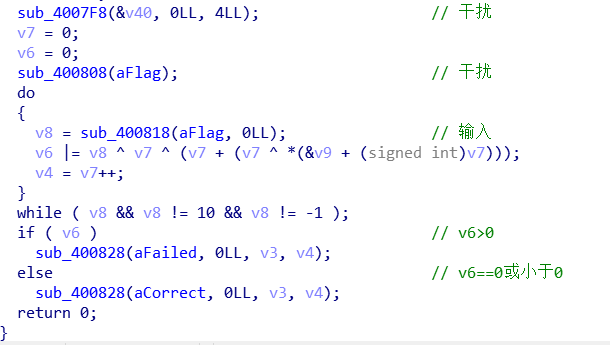 sub_4007F8(&v40, 0LL, 4LL); // 干扰
v7 = 0;
v6 = 0;
sub_400808(aFlag); // 干扰
do
{
v8 = sub_400818(aFlag, 0LL); // 输入
v6 |= v8 ^ v7 ^ (v7 + (v7 ^ *(&v9 + (signed int)v7)));
v4 = v7++;
}
while ( v8 && v8 != 10 && v8 != -1 );
if ( v6 ) // v6>0
sub_400828(aFailed, 0LL, v3, v4);
else // v6==0或小于0
sub_400828(aCorrect, 0LL, v3, v4);
return 0;
}